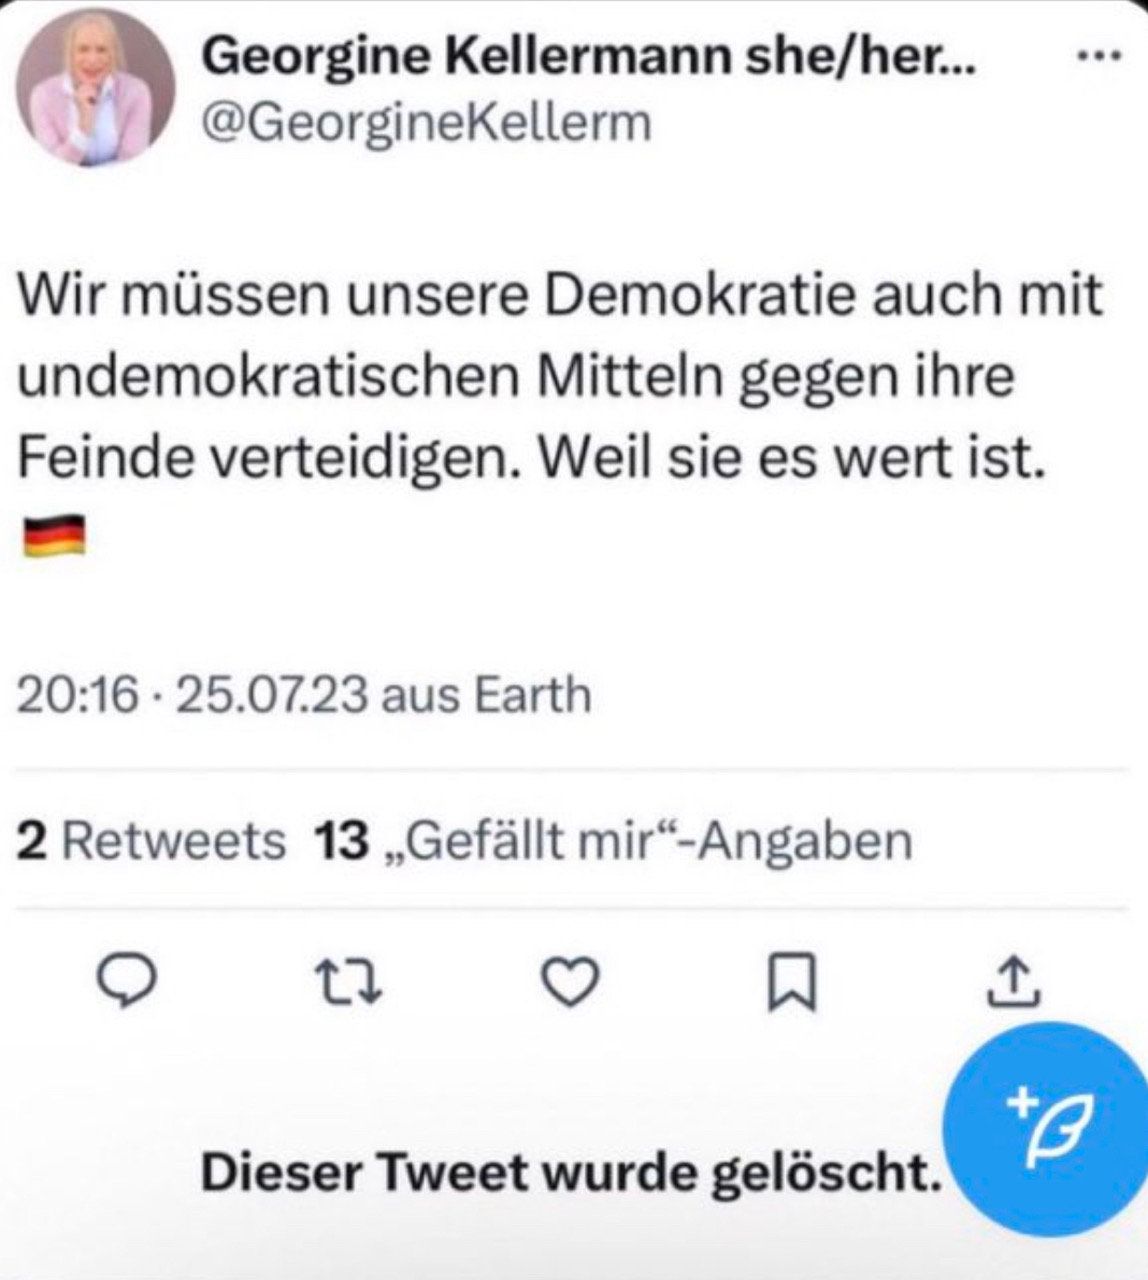 Georgine Kellermann she/her...
@GeorgineKellerm
Wir müssen unsere Demokratie auch mit
undemokratischen Mitteln gegen ihre
Feinde verteidigen. Weil sie es wert ist.
🇩🇪
20:16 · 25.07.23 aus Earth
2 Retweets 13 „Gefällt mir“-Angaben
Dieser Tweet wurde gelöscht.